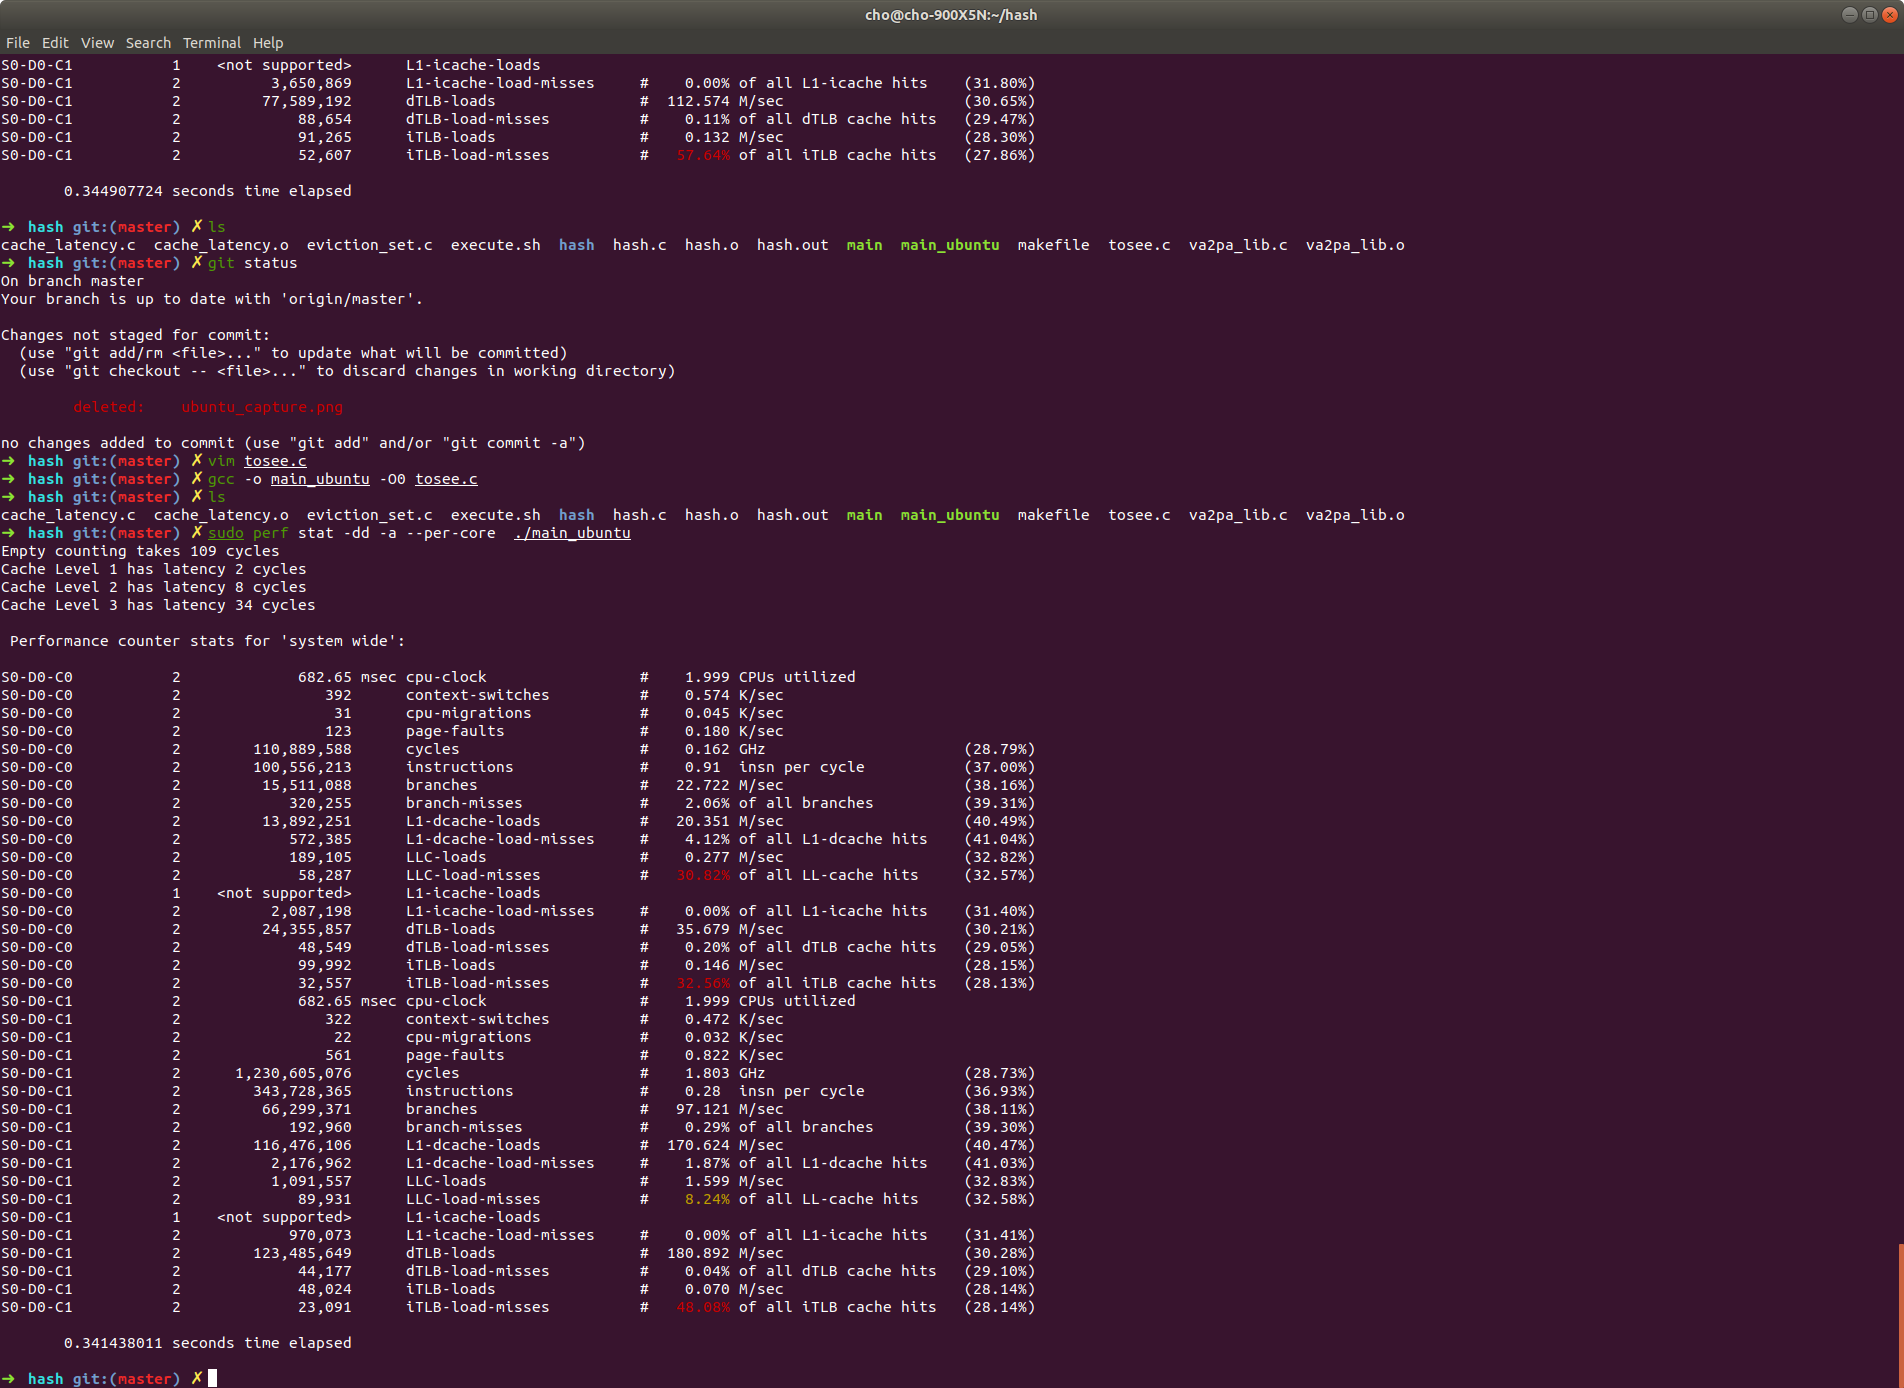 cho@cho-900X5N:~/hash
File Edit View Search Terminal Help
S0-D0-C1 1 <not supported> L1-icache-loads
S0-D0-C1 2 3,650,869 L1-icache-load-misses # 0.00% of all L1-icache hits (31.80%)
S0-D0-C1 2 77,589,192 dTLB-loads # 112.574 M/sec (30.65%)
S0-D0-C1 2 88,654 dTLB-load-misses # 0.11% of all dTLB cache hits (29.47%)
S0-D0-C1 2 91,265 iTLB-loads # 0.132 M/sec (28.30%)
S0-D0-C1 2 52,607 iTLB-load-misses # 57.64% of all iTLB cache hits (27.86%)
0.344907724 seconds time elapsed
➜ hash git:(master) ✗ ls
cache_latency.c cache_latency.o eviction_set.c execute.sh hash hash.c hash.o hash.out main main_ubuntu makefile tosee.c va2pa_lib.c va2pa_lib.o
➜ hash git:(master) ✗ git status
On branch master
Your branch is up to date with 'origin/master'.
Changes not staged for commit:
(use "git add/rm <file>..." to update what will be committed)
(use "git checkout -- <file>..." to discard changes in working directory)
deleted: ubuntu_capture.png
no changes added to commit (use "git add" and/or "git commit -a")
➜ hash git:(master) ✗ vim tosee.c
➜ hash git:(master) ✗ gcc -o main_ubuntu -O0 tosee.c
➜ hash git:(master) ✗ ls
cache_latency.c cache_latency.o eviction_set.c execute.sh hash hash.c hash.o hash.out main main_ubuntu makefile tosee.c va2pa_lib.c va2pa_lib.o
➜ hash git:(master) ✗ sudo perf stat -dd -a --per-core ./main_ubuntu
Empty counting takes 109 cycles
Cache Level 1 has latency 2 cycles
Cache Level 2 has latency 8 cycles
Cache Level 3 has latency 34 cycles
Performance counter stats for 'system wide':
S0-D0-C0 2 682.65 msec cpu-clock # 1.999 CPUs utilized
S0-D0-C0 2 392 context-switches # 0.574 K/sec
S0-D0-C0 2 31 cpu-migrations # 0.045 K/sec
S0-D0-C0 2 123 page-faults # 0.180 K/sec
S0-D0-C0 2 110,889,588 cycles # 0.162 GHz (28.79%)
S0-D0-C0 2 100,556,213 instructions # 0.91 insn per cycle (37.00%)
S0-D0-C0 2 15,511,088 branches # 22.722 M/sec (38.16%)
S0-D0-C0 2 320,255 branch-misses # 2.06% of all branches (39.31%)
S0-D0-C0 2 13,892,251 L1-dcache-loads # 20.351 M/sec (40.49%)
S0-D0-C0 2 572,385 L1-dcache-load-misses # 4.12% of all L1-dcache hits (41.04%)
S0-D0-C0 2 189,105 LLC-loads # 0.277 M/sec (32.82%)
S0-D0-C0 2 58,287 LLC-load-misses # 30.82% of all LL-cache hits (32.57%)
S0-D0-C0 1 <not supported> L1-icache-loads
S0-D0-C0 2 2,087,198 L1-icache-load-misses # 0.00% of all L1-icache hits (31.40%)
S0-D0-C0 2 24,355,857 dTLB-loads # 35.679 M/sec (30.21%)
S0-D0-C0 2 48,549 dTLB-load-misses # 0.20% of all dTLB cache hits (29.05%)
S0-D0-C0 2 99,992 iTLB-loads # 0.146 M/sec (28.15%)
S0-D0-C0 2 32,557 iTLB-load-misses # 32.56% of all iTLB cache hits (28.13%)
S0-D0-C1 2 682.65 msec cpu-clock # 1.999 CPUs utilized
S0-D0-C1 2 322 context-switches # 0.472 K/sec
S0-D0-C1 2 22 cpu-migrations # 0.032 K/sec
S0-D0-C1 2 561 page-faults # 0.822 K/sec
S0-D0-C1 2 1,230,605,076 cycles # 1.803 GHz (28.73%)
S0-D0-C1 2 343,728,365 instructions # 0.28 insn per cycle (36.93%)
S0-D0-C1 2 66,299,371 branches # 97.121 M/sec (38.11%)
S0-D0-C1 2 192,960 branch-misses # 0.29% of all branches (39.30%)
S0-D0-C1 2 116,476,106 L1-dcache-loads # 170.624 M/sec (40.47%)
S0-D0-C1 2 2,176,962 L1-dcache-load-misses # 1.87% of all L1-dcache hits (41.03%)
S0-D0-C1 2 1,091,557 LLC-loads # 1.599 M/sec (32.83%)
S0-D0-C1 2 89,931 LLC-load-misses # 8.24% of all LL-cache hits (32.58%)
S0-D0-C1 1 <not supported> L1-icache-loads
S0-D0-C1 2 970,073 L1-icache-load-misses # 0.00% of all L1-icache hits (31.41%)
S0-D0-C1 2 123,485,649 dTLB-loads # 180.892 M/sec (30.28%)
S0-D0-C1 2 44,177 dTLB-load-misses # 0.04% of all dTLB cache hits (29.10%)
S0-D0-C1 2 48,024 iTLB-loads # 0.070 M/sec (28.14%)
S0-D0-C1 2 23,091 iTLB-load-misses # 48.08% of all iTLB cache hits (28.14%)
0.341438011 seconds time elapsed
➜ hash git:(master) ✗